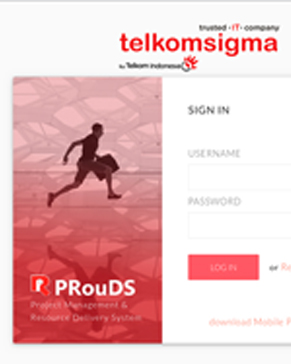 trusted • IT • company
telkomsigma
by Telkom Indonesia
SIGN IN
USERNAME
PASSWORD
LOG IN
or Re
PRouDS
Project Management &
Resource Delivery System
download Mobile P